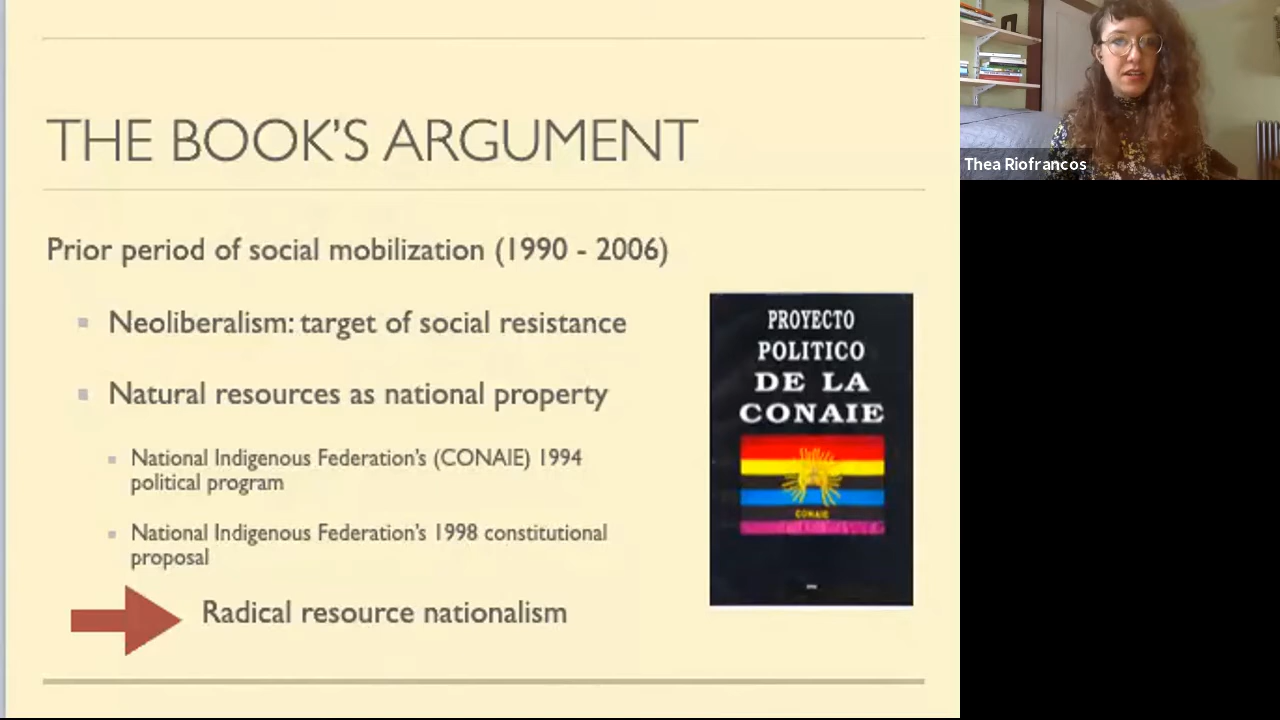 THE BOOK'S ARGUMENT
Prior period of social mobilization (1990 - 2006)
Neoliberalism: target of social resistance
Natural resources as national property
National Indigenous Federation's (CONAIE) 1994
political program
National Indigenous Federation's 1998 constitutional
proposal
Radical resource nationalism
PROYECTO
POLITICO
DE LA
CONAIE
CONAIE
Thea Riofrancos